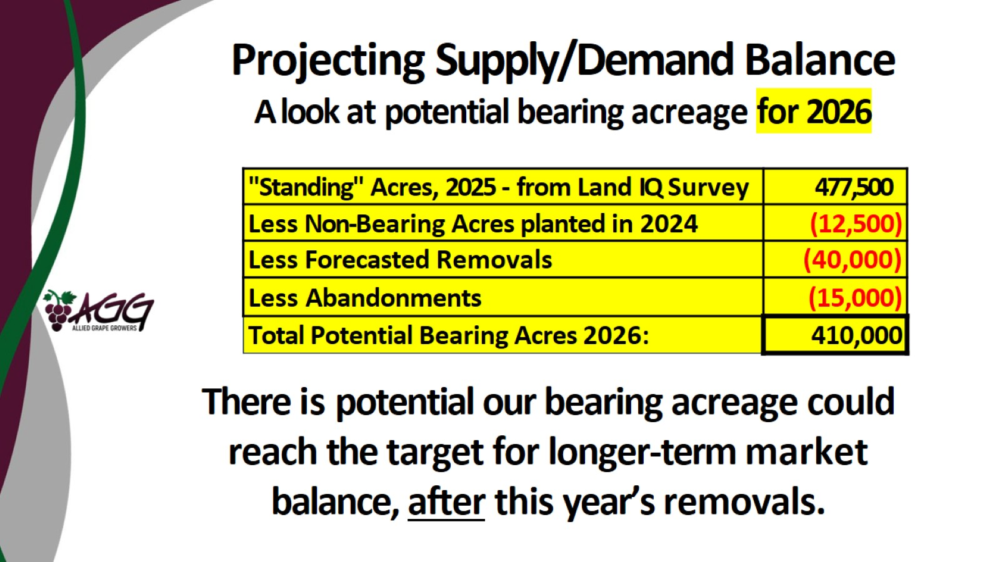 Projecting Supply/Demand Balance
A look at potential bearing acreage for 2026
"Standing" Acres, 2025 - from Land IQ Survey 477,500
Less Non-Bearing Acres planted in 2024 (12,500)
Less Forecasted Removals (40,000)
Less Abandonments (15,000)
Total Potential Bearing Acres 2026: 410,000
AGG
ALLIED GRAPE GROWERS
There is potential our bearing acreage could
reach the target for longer-term market
balance, after this year’s removals.